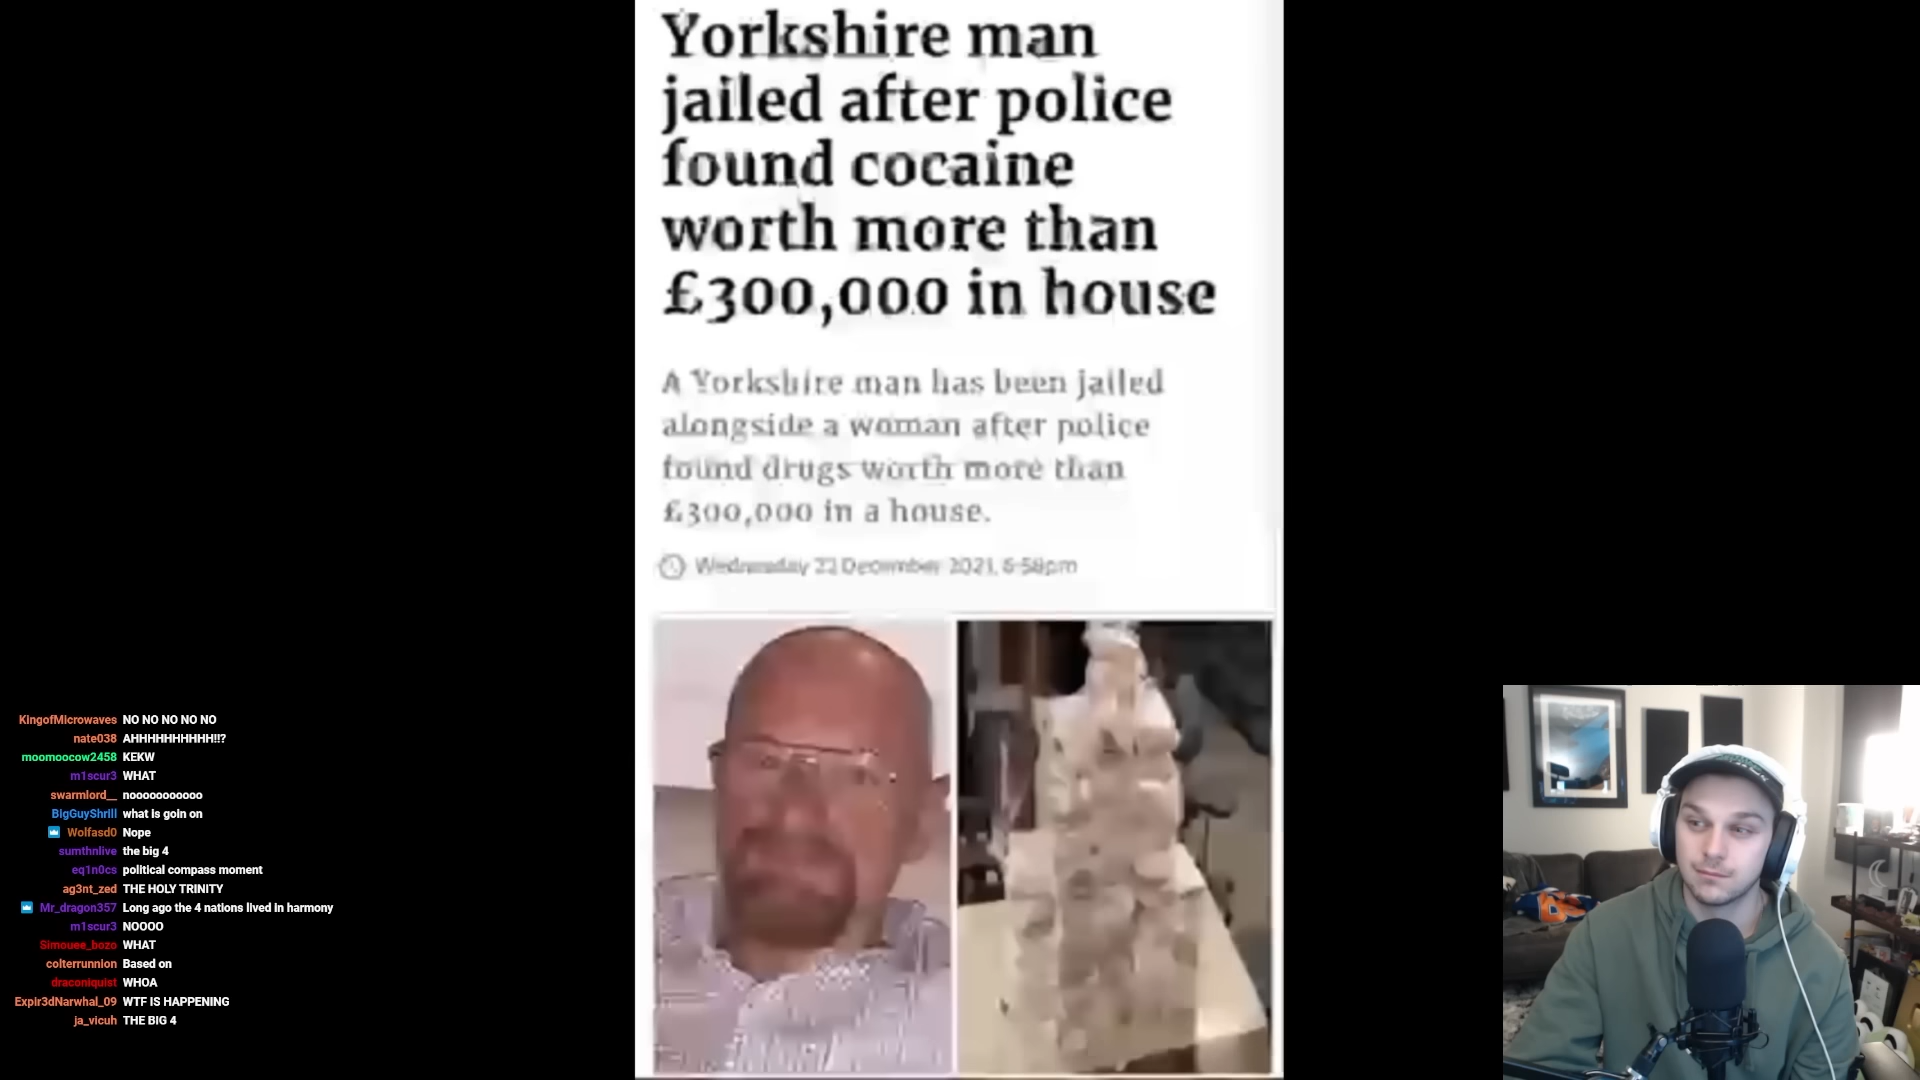 Yorkshire man
jailed after police
found cocaine
worth more than
£300,000 in house
A Yorkshire man has been jailed
alongside a woman after police
found drugs worth more than
£300,000 in a house.
Wednesday 22 December 2021, 6:58pm
KingofMicrowaves NO NO NO NO NO
nate038 AHHHHHHHHHH!!?
moomoocow2458 KEKW
m1scur3 WHAT
swarmlord__ nooooooooooo
BigGuyShrill what is goin on
Wolfasd0 Nope
sumthnlive the big 4
eq1n0cs political compass moment
ag3nt_zed THE HOLY TRINITY
Mr_dragon357 Long ago the 4 nations lived in harmony
m1scur3 NOOOO
Simouee_bozo WHAT
colterrunnion Based on
draconiquist WHOA
Expir3dNarwhal_09 WTF IS HAPPENING
ja_vicuh THE BIG 4